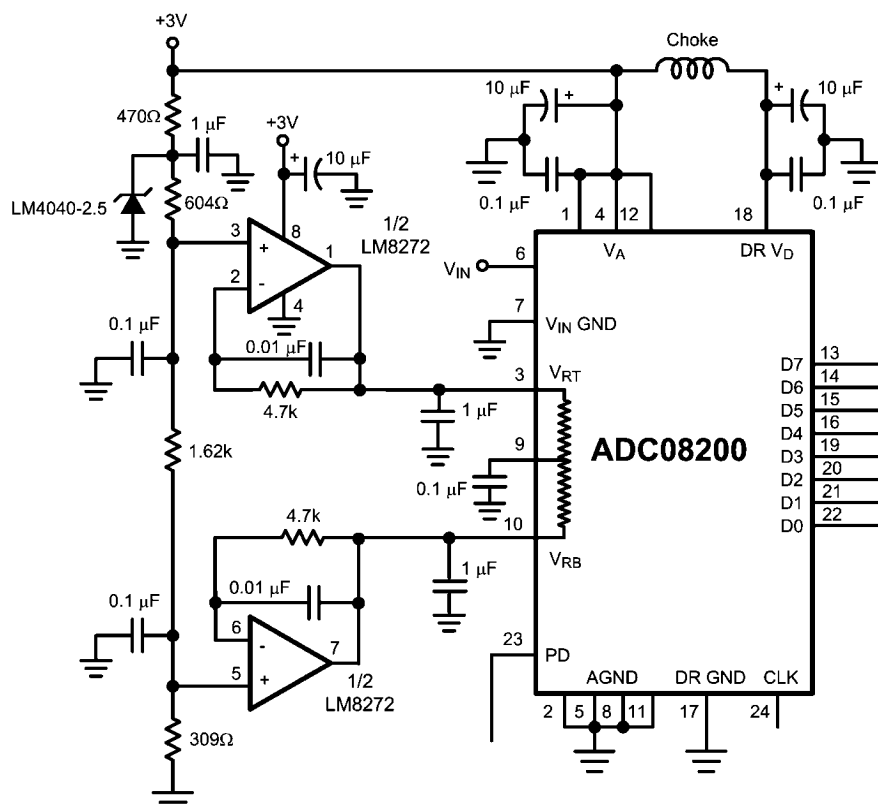 +3V
Choke
470Ω
1 μF
+3V
10 μF
+
10 μF
+
+
10 μF
LM4040-2.5
604Ω
1/2
LM8272
0.1 μF
0.1 μF
1
4
12
18
3
+
8
1
2
-
4
V_A
DR V_D
V_IN
6
7
V_IN GND
0.1 μF
0.01 μF
4.7k
1 μF
3
V_RT
D7
13
D6
14
D5
15
D4
16
D3
19
D2
20
D1
21
D0
22
1.62k
9
0.1 μF
ADC08200
4.7k
10
V_RB
0.01 μF
1 μF
0.1 μF
6
-
7
5
+
1/2
LM8272
23
PD
AGND
DR GND
CLK
2
5
8
11
17
24
309Ω